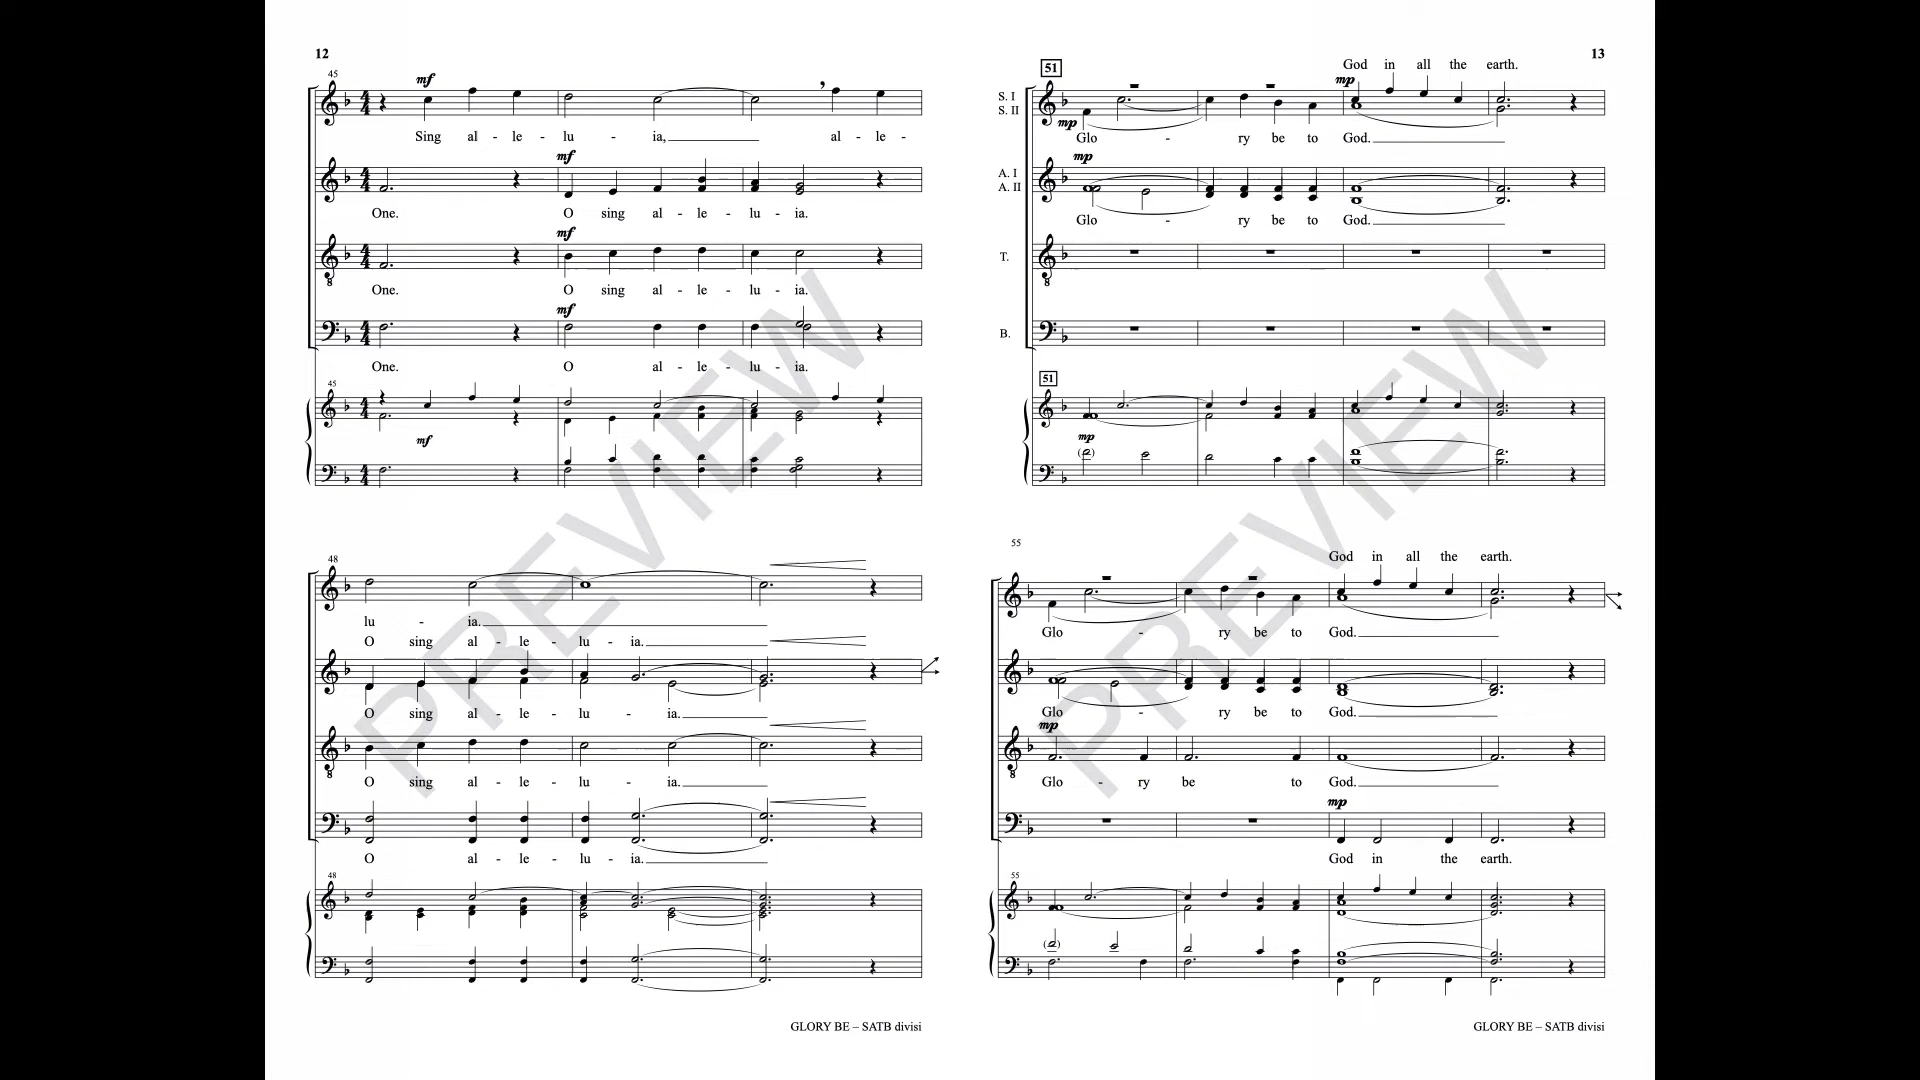 12
45
mf
Sing al - le - lu - ia, al - le -
mf
One. O sing al - le - lu - ia.
mf
One. O sing al - le - lu - ia.
mf
One. O al - le - lu - ia.
45
mf
48
lu - ia.
O sing al - le - lu - ia.
O sing al - le - lu - ia.
O sing al - le - lu - ia.
O al - le - lu - ia.
48
GLORY BE – SATB divisi
PREVIEW
13
51
God in all the earth.
mp
S. I
S. II
mp
Glo - ry be to God.
mp
A. I
A. II
Glo - ry be to God.
T.
8
B.
51
mp
55
God in all the earth.
Glo - ry be to God.
Glo - ry be to God.
mp
Glo - ry be to God.
mp
God in the earth.
55
GLORY BE – SATB divisi
PREVIEW